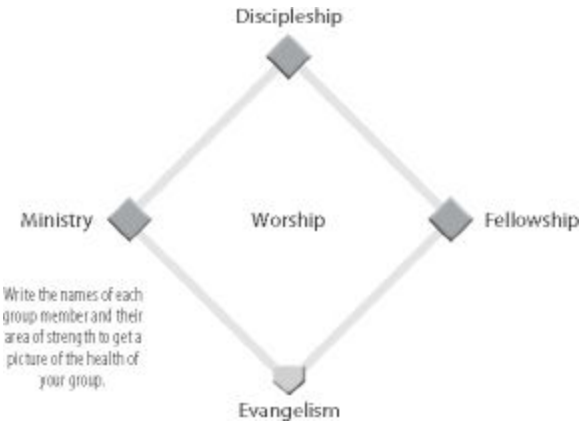 Discipleship
Ministry
Worship
Fellowship
Write the names of each
group member and their
area of strength to get a
picture of the health of
your group.
Evangelism